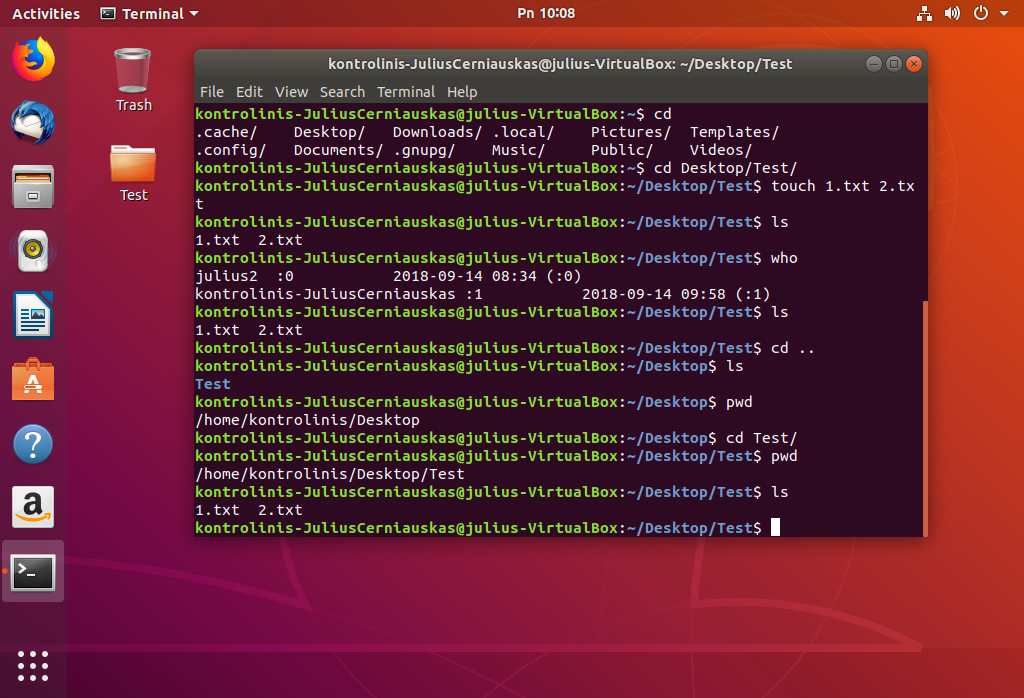 Activities Terminal Pn 10:08
Trash
Test
kontrolinis-JuliusCerniauskas@julius-VirtualBox: ~/Desktop/Test
File Edit View Search Terminal Help
kontrolinis-JuliusCerniauskas@julius-VirtualBox:~$ cd
.cache/    Desktop/   Downloads/ .local/    Pictures/  Templates/
.config/   Documents/ .gnupg/    Music/     Public/    Videos/
kontrolinis-JuliusCerniauskas@julius-VirtualBox:~$ cd Desktop/Test/
kontrolinis-JuliusCerniauskas@julius-VirtualBox:~/Desktop/Test$ touch 1.txt 2.tx
t
kontrolinis-JuliusCerniauskas@julius-VirtualBox:~/Desktop/Test$ ls
1.txt  2.txt
kontrolinis-JuliusCerniauskas@julius-VirtualBox:~/Desktop/Test$ who
julius2  :0           2018-09-14 08:34 (:0)
kontrolinis-JuliusCerniauskas :1           2018-09-14 09:58 (:1)
kontrolinis-JuliusCerniauskas@julius-VirtualBox:~/Desktop/Test$ ls
1.txt  2.txt
kontrolinis-JuliusCerniauskas@julius-VirtualBox:~/Desktop/Test$ cd ..
kontrolinis-JuliusCerniauskas@julius-VirtualBox:~/Desktop$ ls
Test
kontrolinis-JuliusCerniauskas@julius-VirtualBox:~/Desktop$ pwd
/home/kontrolinis/Desktop
kontrolinis-JuliusCerniauskas@julius-VirtualBox:~/Desktop$ cd Test/
kontrolinis-JuliusCerniauskas@julius-VirtualBox:~/Desktop/Test$ pwd
/home/kontrolinis/Desktop/Test
kontrolinis-JuliusCerniauskas@julius-VirtualBox:~/Desktop/Test$ ls
1.txt  2.txt
kontrolinis-JuliusCerniauskas@julius-VirtualBox:~/Desktop/Test$